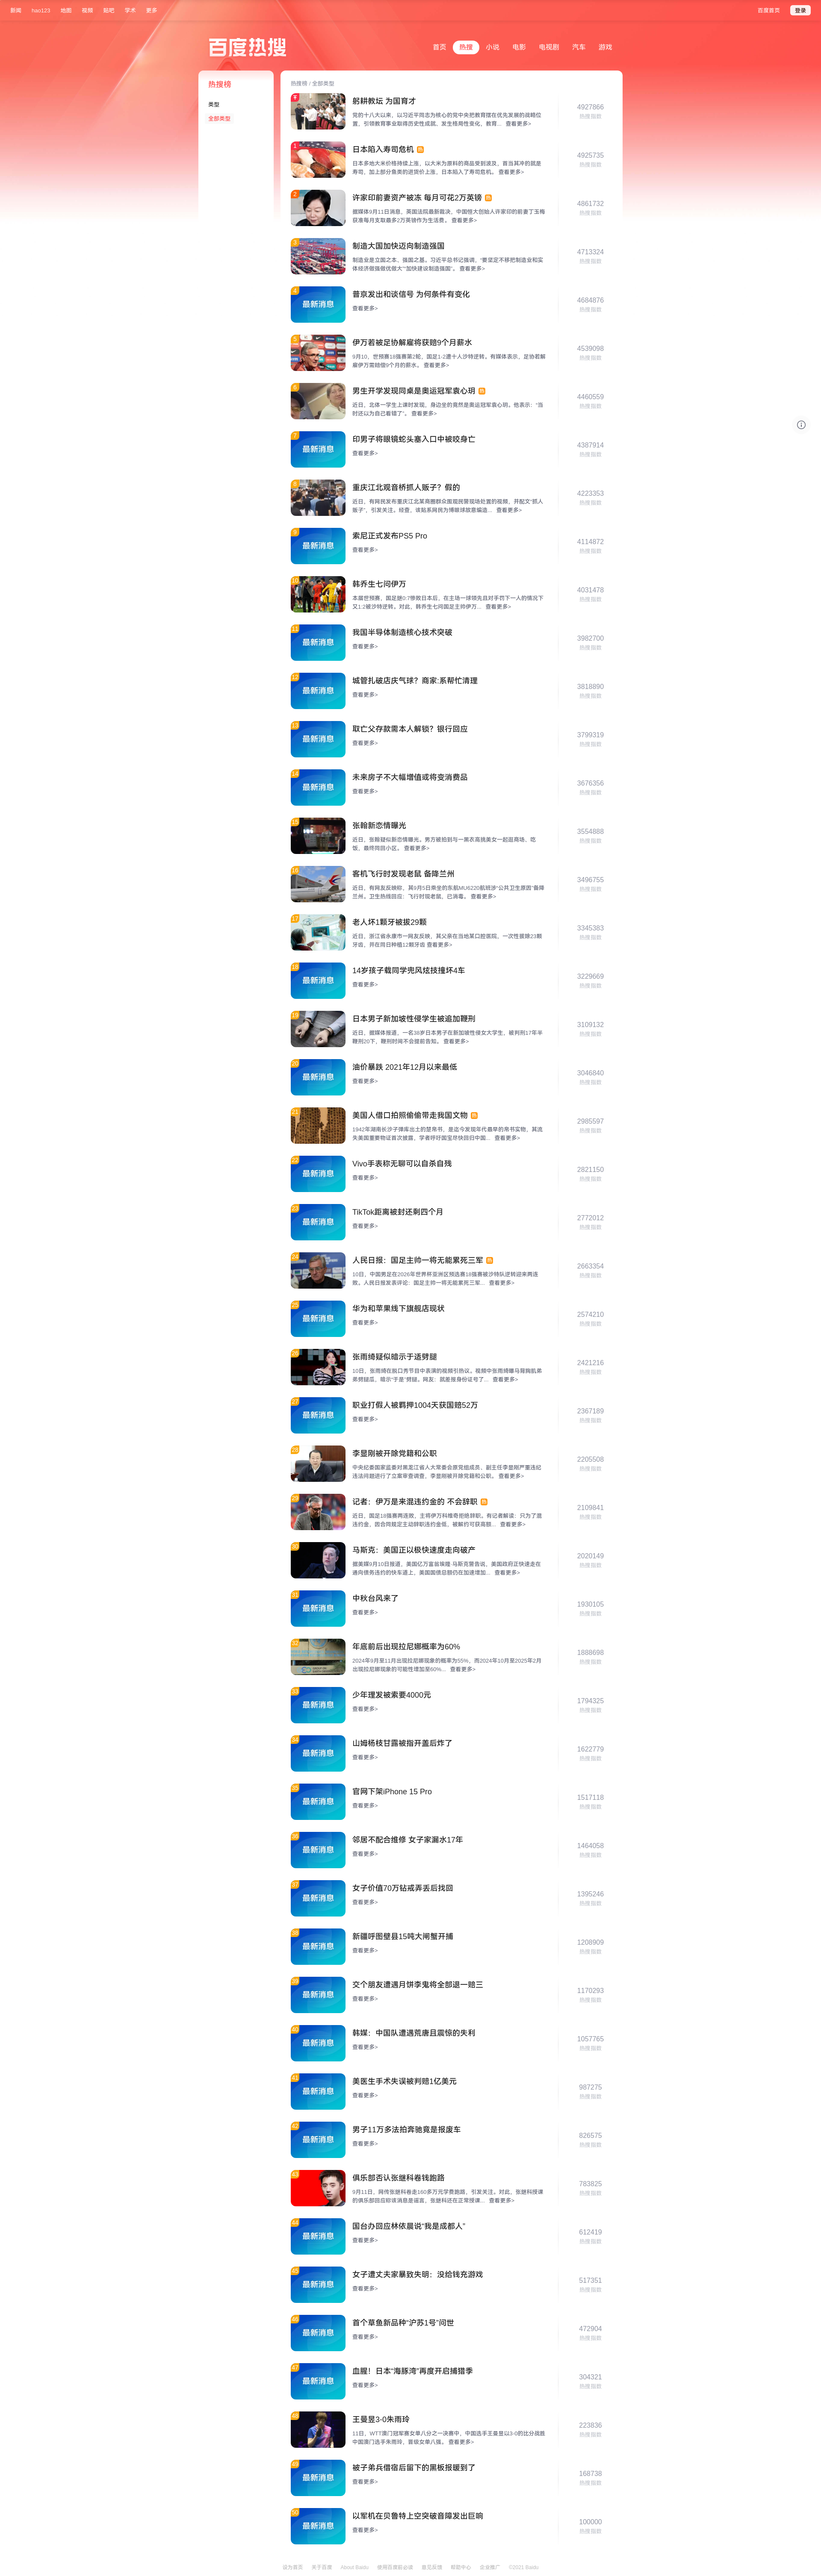 新闻 hao123 地图 视频 贴吧 学术 更多 百度首页 登录
百度热搜 首页 热搜 小说 电影 电视剧 汽车 游戏
热搜榜
类型
全部类型
热搜榜 / 全部类型
躬耕教坛 为国育才
4927866
热搜指数
党的十八大以来，以习近平同志为核心的党中央把教育摆在优先发展的战略位
置，引领教育事业取得历史性成就、发生格局性变化，教育... 查看更多>
1
日本陷入寿司危机 热
4925735
热搜指数
日本多地大米价格持续上涨，以大米为原料的商品受到波及，首当其冲的就是
寿司，加上部分鱼类的进货价上涨，日本陷入了寿司危机。 查看更多>
2
许家印前妻资产被冻 每月可花2万英镑 热
4861732
热搜指数
据媒体9月11日消息，英国法院最新裁决，中国恒大创始人许家印的前妻丁玉梅
获准每月支取最多2万英镑作为生活费。 查看更多>
3
制造大国加快迈向制造强国
4713324
热搜指数
制造业是立国之本、强国之基。习近平总书记强调，“要坚定不移把制造业和实
体经济做强做优做大”“加快建设制造强国”。 查看更多>
4
最新消息
普京发出和谈信号 为何条件有变化
4684876
热搜指数
查看更多>
5
伊万若被足协解雇将获赔9个月薪水
4539098
热搜指数
9月10，世预赛18强赛第2轮，国足1-2遭十人沙特逆转。有媒体表示，足协若解
雇伊万需赔偿9个月的薪水。 查看更多>
6
男生开学发现同桌是奥运冠军袁心玥 热
4460559
热搜指数
近日，北体一学生上课时发现，身边坐的竟然是奥运冠军袁心玥。他表示：“当
时还以为自己看错了”。 查看更多>
7
最新消息
印男子将眼镜蛇头塞入口中被咬身亡
4387914
热搜指数
查看更多>
8
重庆江北观音桥抓人贩子？假的
4223353
热搜指数
近日，有网民发布重庆江北某商圈群众围观民警现场处置的视频，并配文“抓人
贩子”，引发关注。经查，该贴系网民为博眼球故意编造... 查看更多>
9
最新消息
索尼正式发布PS5 Pro
4114872
热搜指数
查看更多>
10
韩乔生七问伊万
4031478
热搜指数
本届世预赛，国足继0:7惨败日本后，在主场一球领先且对手罚下一人的情况下
又1:2被沙特逆转。对此，韩乔生七问国足主帅伊万... 查看更多>
11
最新消息
我国半导体制造核心技术突破
3982700
热搜指数
查看更多>
12
最新消息
城管扎破店庆气球？商家:系帮忙清理
3818890
热搜指数
查看更多>
13
最新消息
取亡父存款需本人解锁？银行回应
3799319
热搜指数
查看更多>
14
最新消息
未来房子不大幅增值或将变消费品
3676356
热搜指数
查看更多>
15
张翰新恋情曝光
3554888
热搜指数
近日，张翰疑似新恋情曝光。男方被拍到与一黑衣高挑美女一起逛商场、吃
饭，最终同回小区。 查看更多>
16
客机飞行时发现老鼠 备降兰州
3496755
热搜指数
近日，有网友反映称，其9月5日乘坐的东航MU6220航班涉“公共卫生原因”备降
兰州。卫生热线回应：飞行时现老鼠，已消毒。 查看更多>
17
老人坏1颗牙被拔29颗
3345383
热搜指数
近日，浙江省永康市一网友反映，其父亲在当地某口腔医院，一次性拔除23颗
牙齿，并在同日种植12颗牙齿 查看更多>
18
最新消息
14岁孩子载同学兜风炫技撞坏4车
3229669
热搜指数
查看更多>
19
日本男子新加坡性侵学生被追加鞭刑
3109132
热搜指数
近日，据媒体报道，一名38岁日本男子在新加坡性侵女大学生，被判刑17年半
鞭刑20下，鞭刑时间不会提前告知。 查看更多>
20
最新消息
油价暴跌 2021年12月以来最低
3046840
热搜指数
查看更多>
21
美国人借口拍照偷偷带走我国文物 热
2985597
热搜指数
1942年湖南长沙子弹库出土的楚帛书，是迄今发现年代最早的帛书实物，其流
失美国重要物证首次披露，学者呼吁国宝尽快回归中国... 查看更多>
22
最新消息
Vivo手表称无聊可以自杀自残
2821150
热搜指数
查看更多>
23
最新消息
TikTok距离被封还剩四个月
2772012
热搜指数
查看更多>
24
人民日报：国足主帅一将无能累死三军 热
2663354
热搜指数
10日，中国男足在2026年世界杯亚洲区预选赛18强赛被沙特队逆转迎来两连
败。人民日报发表评论：国足主帅一将无能累死三军... 查看更多>
25
最新消息
华为和苹果线下旗舰店现状
2574210
热搜指数
查看更多>
26
张雨绮疑似暗示于适劈腿
2421216
热搜指数
10日，张雨绮在脱口秀节目中表演的视频引热议。视频中张雨绮曝马背胸肌弟
弟劈腿瓜，暗示“于是”劈腿。网友：就差报身份证号了... 查看更多>
27
最新消息
职业打假人被羁押1004天获国赔52万
2367189
热搜指数
查看更多>
28
李显刚被开除党籍和公职
2205508
热搜指数
中央纪委国家监委对黑龙江省人大常委会原党组成员、副主任李显刚严重违纪
违法问题进行了立案审查调查，李显刚被开除党籍和公职。 查看更多>
29
记者：伊万是来混违约金的 不会辞职 热
2109841
热搜指数
近日，国足18强赛两连败，主帅伊万科维奇拒绝辞职。有记者解读：只为了混
违约金，因合同规定主动辞职违约金低，被解约可获高额... 查看更多>
30
马斯克：美国正以极快速度走向破产
2020149
热搜指数
据美媒9月10日报道，美国亿万富翁埃隆·马斯克警告说，美国政府正快速走在
通向债务违约的快车道上，美国国债总额仍在加速增加... 查看更多>
31
最新消息
中秋台风来了
1930105
热搜指数
查看更多>
32
年底前后出现拉尼娜概率为60%
1888698
热搜指数
2024年9月至11月出现拉尼娜现象的概率为55%，而2024年10月至2025年2月
出现拉尼娜现象的可能性增加至60%... 查看更多>
33
最新消息
少年理发被索要4000元
1794325
热搜指数
查看更多>
34
最新消息
山姆杨枝甘露被指开盖后炸了
1622779
热搜指数
查看更多>
35
最新消息
官网下架iPhone 15 Pro
1517118
热搜指数
查看更多>
36
最新消息
邻居不配合维修 女子家漏水17年
1464058
热搜指数
查看更多>
37
最新消息
女子价值70万钻戒弄丢后找回
1395246
热搜指数
查看更多>
38
最新消息
新疆呼图壁县15吨大闸蟹开捕
1208909
热搜指数
查看更多>
39
最新消息
交个朋友遭遇月饼李鬼将全部退一赔三
1170293
热搜指数
查看更多>
40
最新消息
韩媒：中国队遭遇荒唐且震惊的失利
1057765
热搜指数
查看更多>
41
最新消息
美医生手术失误被判赔1亿美元
987275
热搜指数
查看更多>
42
最新消息
男子11万多法拍奔驰竟是报废车
826575
热搜指数
查看更多>
43
俱乐部否认张继科卷钱跑路
783825
热搜指数
9月11日，网传张继科卷走160多万元学费跑路，引发关注。对此，张继科授课
的俱乐部回应称该消息是谣言，张继科还在正常授课... 查看更多>
44
最新消息
国台办回应林依晨说“我是成都人”
612419
热搜指数
查看更多>
45
最新消息
女子遭丈夫家暴致失明：没给钱充游戏
517351
热搜指数
查看更多>
46
最新消息
首个草鱼新品种“沪苏1号”问世
472904
热搜指数
查看更多>
47
最新消息
血腥！日本“海豚湾”再度开启捕猎季
304321
热搜指数
查看更多>
48
王曼昱3-0朱雨玲
223836
热搜指数
11日，WTT澳门冠军赛女单八分之一决赛中，中国选手王曼昱以3-0的比分战胜
中国澳门选手朱雨玲，晋级女单八强。 查看更多>
49
最新消息
被子弟兵借宿后留下的黑板报暖到了
168738
热搜指数
查看更多>
50
最新消息
以军机在贝鲁特上空突破音障发出巨响
100000
热搜指数
查看更多>
设为首页 关于百度 About Baidu 使用百度前必读 意见反馈 帮助中心 企业推广 ©2021 Baidu